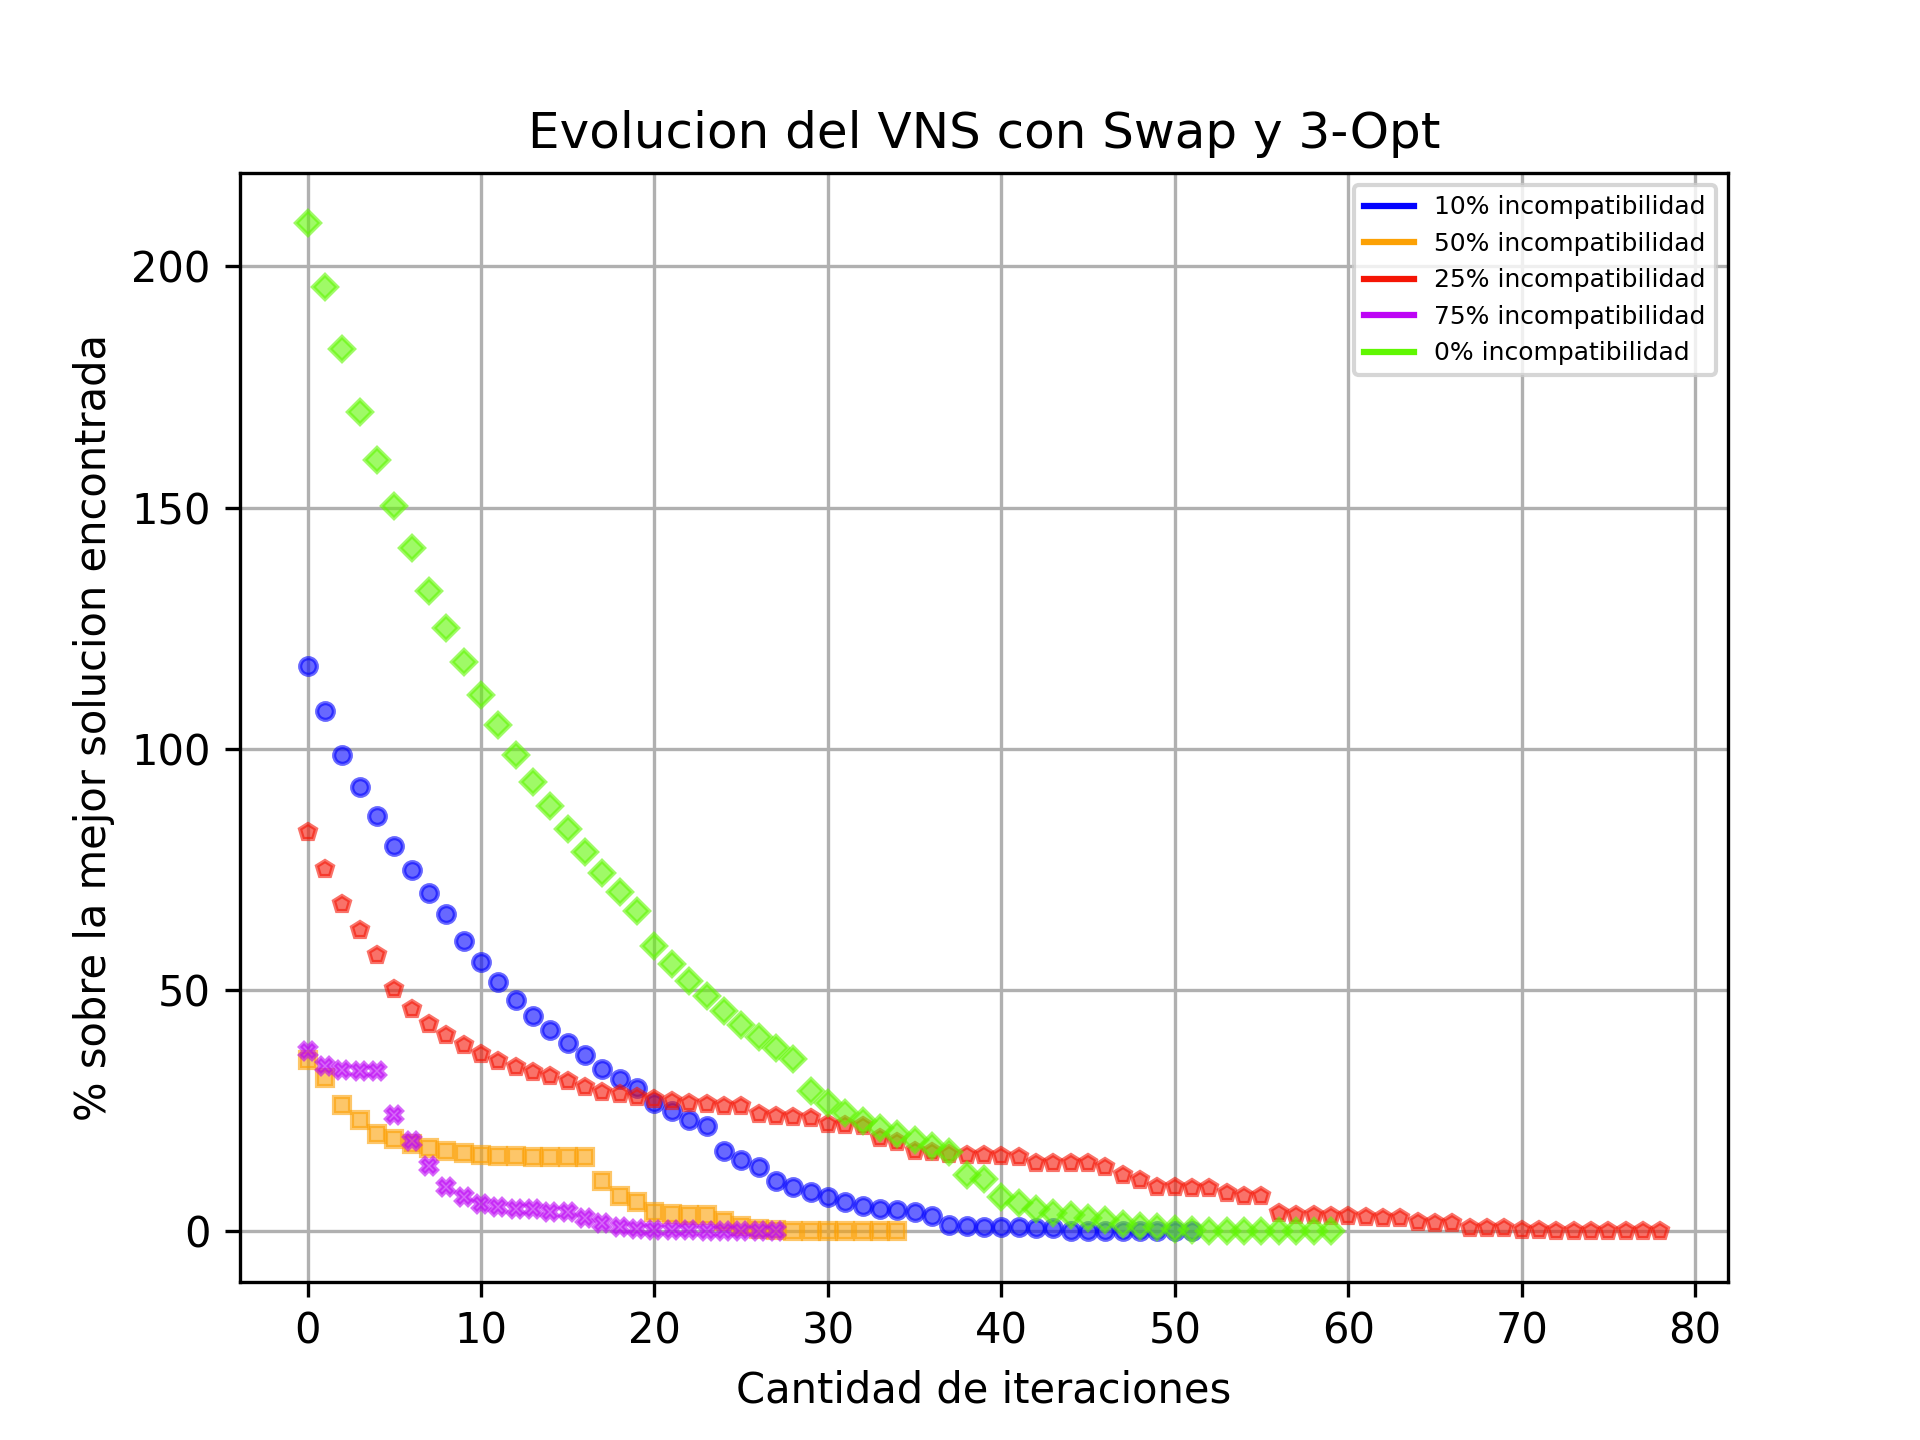 Evolucion del VNS con Swap y 3-Opt
10% incompatibilidad
50% incompatibilidad
25% incompatibilidad
75% incompatibilidad
0% incompatibilidad
% sobre la mejor solucion encontrada
200
150
100
50
0
0 10 20 30 40 50 60 70 80
Cantidad de iteraciones